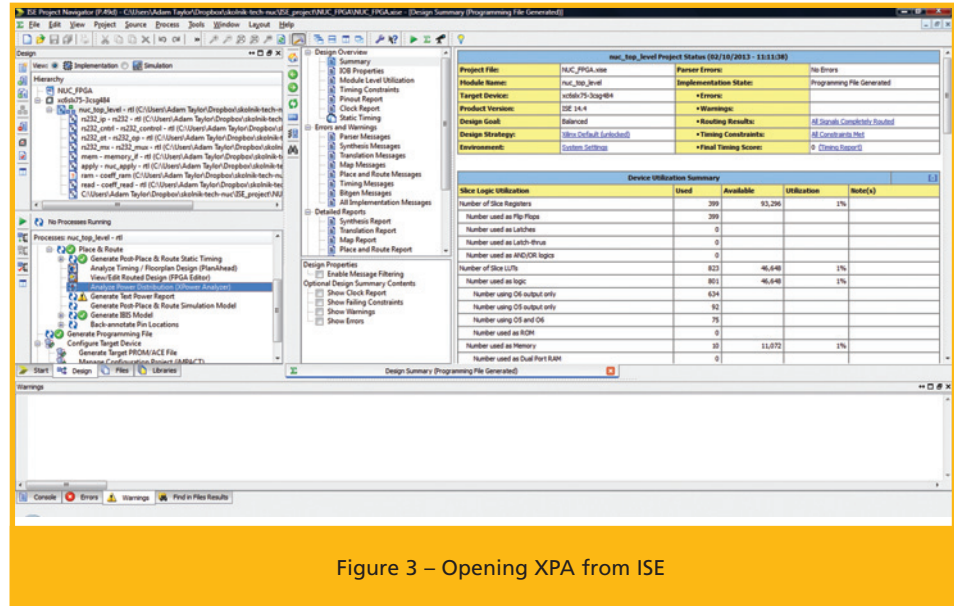 ISE Project Navigator (P.49d) - C:\Users\Adam Taylor\Dropbox\skolnik-tech-nuc\ISE_project\NUC_FPGA\NUC_FPGA.xise - [Design Summary (Programming File Generated)]
File Edit View Project Source Process Tools Window Layout Help
Design
View: Implementation Simulation
Hierarchy
NUC_FPGA
xc6slx75-3csg484
nuc_top_level - rtl (C:\Users\Adam Taylor\Dropbox\skolnik-tech-n
rs232_ip - rs232 - rtl (C:\Users\Adam Taylor\Dropbox\skolnik-te
rs232_cntrl - rs232_control - rtl (C:\Users\Adam Taylor\Dropbox\s
rs232_ot - rs232_op - rtl (C:\Users\Adam Taylor\Dropbox\skolnik-t
rs232_mx - rs232_mux - rtl (C:\Users\Adam Taylor\Dropbox\skolni
mem - memory_if - rtl (C:\Users\Adam Taylor\Dropbox\skolnik-t
apply - nuc_apply - rtl (C:\Users\Adam Taylor\Dropbox\skolnik-te
ram - coeff_ram (C:\Users\Adam Taylor\Dropbox\skolnik-tech-nu
read - coeff_read - rtl (C:\Users\Adam Taylor\Dropbox\skolnik-tec
C:\Users\Adam Taylor\Dropbox\skolnik-tech-nuc\ISE_project\NU
No Processes Running
Processes: nuc_top_level - rtl
Place & Route
Generate Post-Place & Route Static Timing
Analyze Timing / Floorplan Design (PlanAhead)
View/Edit Routed Design (FPGA Editor)
Analyze Power Distribution (XPower Analyzer)
Generate Text Power Report
Generate Post-Place & Route Simulation Model
Generate IBIS Model
Back-annotate Pin Locations
Generate Programming File
Configure Target Device
Generate Target PROM/ACE File
Manage Configuration Project (iMPACT)
Start Design Files Libraries
Design Overview
Summary
IOB Properties
Module Level Utilization
Timing Constraints
Pinout Report
Clock Report
Static Timing
Errors and Warnings
Parser Messages
Synthesis Messages
Translation Messages
Map Messages
Place and Route Messages
Timing Messages
Bitgen Messages
All Implementation Messages
Detailed Reports
Synthesis Report
Translation Report
Map Report
Place and Route Report
Design Properties
Enable Message Filtering
Optional Design Summary Contents
Show Clock Report
Show Failing Constraints
Show Warnings
Show Errors
nuc_top_level Project Status (02/10/2013 - 11:11:38)
Project File: NUC_FPGA.xise Parser Errors: No Errors
Module Name: nuc_top_level Implementation State: Programming File Generated
Target Device: xc6slx75-3csg484 •Errors:
Product Version: ISE 14.4 •Warnings:
Design Goal: Balanced •Routing Results: All Signals Completely Routed
Design Strategy: Xilinx Default (unlocked) •Timing Constraints: All Constraints Met
Environment: System Settings •Final Timing Score: 0 (Timing Report)
Device Utilization Summary [-]
Slice Logic Utilization Used Available Utilization Note(s)
Number of Slice Registers 399 93,296 1%
Number used as Flip Flops 399
Number used as Latches 0
Number used as Latch-thrus 0
Number used as AND/OR logics 0
Number of Slice LUTs 823 46,648 1%
Number used as logic 801 46,648 1%
Number using O6 output only 634
Number using O5 output only 92
Number using O5 and O6 75
Number used as ROM 0
Number used as Memory 10 11,072 1%
Number used as Dual Port RAM 0
Design Summary (Programming File Generated)
Warnings
Console Errors Warnings Find in Files Results
Figure 3 – Opening XPA from ISE